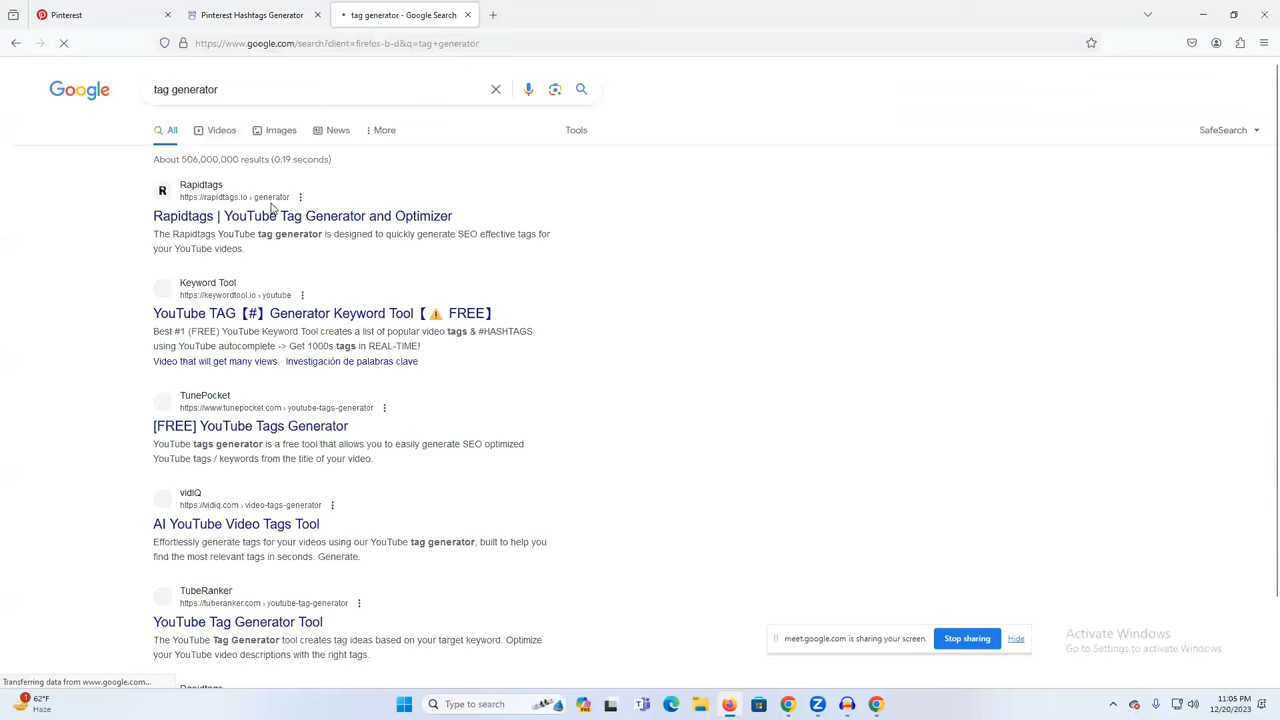 Pinterest
Pinterest Hashtags Generator
tag generator - Google Search
https://www.google.com/search?client=firefox-b-d&q=tag+generator
Google
tag generator
All
Videos
Images
News
More
Tools
SafeSearch
About 506,000,000 results (0.19 seconds)
R
Rapidtags
https://rapidtags.io › generator
Rapidtags | YouTube Tag Generator and Optimizer
The Rapidtags YouTube tag generator is designed to quickly generate SEO effective tags for
your YouTube videos.
Keyword Tool
https://keywordtool.io › youtube
YouTube TAG【#】Generator Keyword Tool【⚠️ FREE】
Best #1 (FREE) YouTube Keyword Tool creates a list of popular video tags & #HASHTAGS
using YouTube autocomplete -> Get 1000s tags in REAL-TIME!
Video that will get many views · Investigación de palabras clave
TunePocket
https://www.tunepocket.com › youtube-tags-generator
[FREE] YouTube Tags Generator
YouTube tags generator is a free tool that allows you to easily generate SEO optimized
YouTube tags / keywords from the title of your video.
vidIQ
https://vidiq.com › video-tags-generator
AI YouTube Video Tags Tool
Effortlessly generate tags for your videos using our YouTube tag generator, built to help you
find the most relevant tags in seconds. Generate.
TubeRanker
https://tuberanker.com › youtube-tag-generator
YouTube Tag Generator Tool
The YouTube Tag Generator tool creates tag ideas based on your target keyword. Optimize
your YouTube video descriptions with the right tags.
meet.google.com is sharing your screen.
Stop sharing
Hide
Activate Windows
Go to Settings to activate Windows.
Transferring data from www.google.com...
1
62°F
Haze
Type to search
11:05 PM
12/20/2023